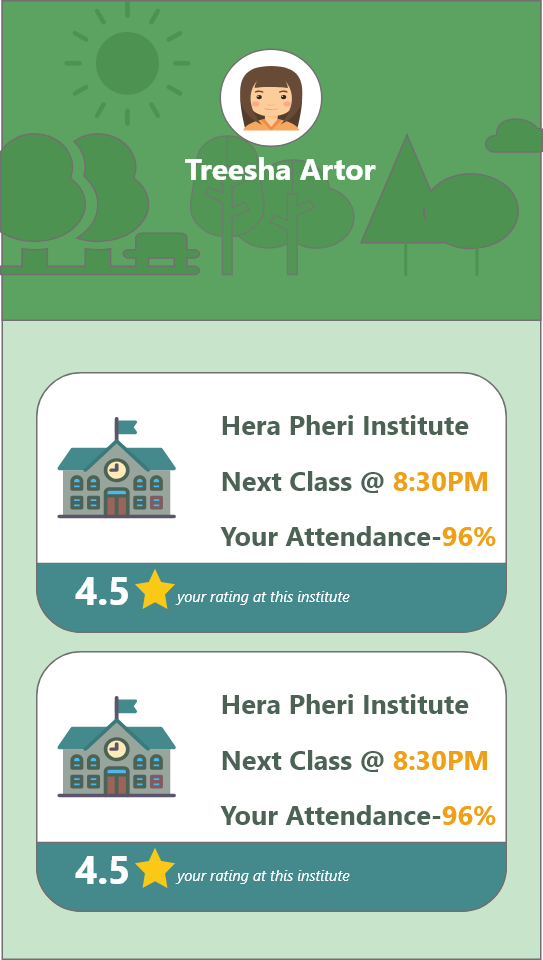 Treesha Artor
Hera Pheri Institute
Next Class @ 8:30PM
Your Attendance-96%
4.5 your rating at this institute
Hera Pheri Institute
Next Class @ 8:30PM
Your Attendance-96%
4.5 your rating at this institute